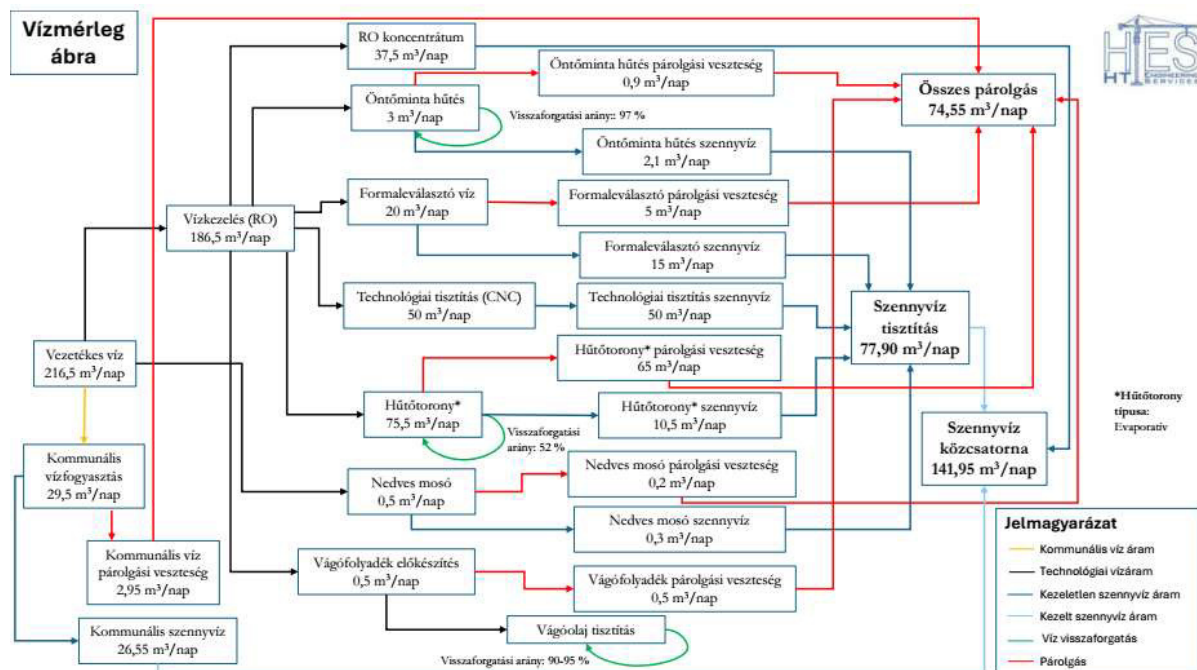 Vízmérleg
ábra
RO koncentrátum
37,5 m³/nap
Öntőminta hűtés párolgási veszteség
0,9 m³/nap
Összes párolgás
74,55 m³/nap
HES
HT ENGINEERING
SERVICES
Öntőminta hűtés
3 m³/nap
Visszaforgatási arány:: 97 %
Öntőminta hűtés szennyvíz
2,1 m³/nap
Formaleválasztó víz
20 m³/nap
Formaleválasztó párolgási veszteség
5 m³/nap
Vízkezelés (RO)
186,5 m³/nap
Formaleválasztó szennyvíz
15 m³/nap
Technológiai tisztítás (CNC)
50 m³/nap
Technológiai tisztítás szennyvíz
50 m³/nap
Szennyvíz
tisztítás
77,90 m³/nap
Vezetékes víz
216,5 m³/nap
Hűtőtorony* párolgási veszteség
65 m³/nap
Hűtőtorony*
75,5 m³/nap
Visszaforgatási
arány: 52 %
Hűtőtorony* szennyvíz
10,5 m³/nap
*Hűtőtorony
típusa:
Evaporatív
Szennyvíz
közcsatorna
141,95 m³/nap
Kommunális
vízfogyasztás
29,5 m³/nap
Nedves mosó
0,5 m³/nap
Nedves mosó párolgási veszteség
0,2 m³/nap
Nedves mosó szennyvíz
0,3 m³/nap
Kommunális víz
párolgási veszteség
2,95 m³/nap
Vágófolyadék előkészítés
0,5 m³/nap
Vágófolyadék párolgási veszteség
0,5 m³/nap
Kommunális szennyvíz
26,55 m³/nap
Vágóolaj tisztítás
Visszaforgatási arány: 90-95 %
Jelmagyarázat
Kommunális víz áram
Technológiai vízáram
Kezeletlen szennyvíz áram
Kezelt szennyvíz áram
Víz visszaforgatás
Párolgás